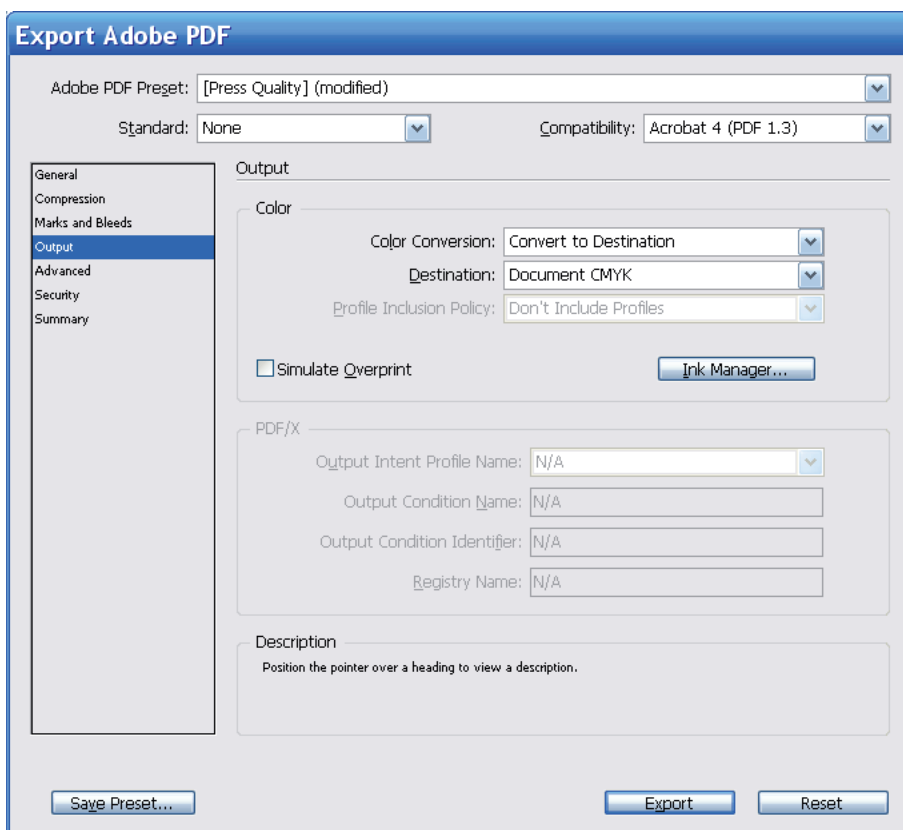 Export Adobe PDF
Adobe PDF Preset: [Press Quality] (modified)
Standard: None Compatibility: Acrobat 4 (PDF 1.3)
General
Compression
Marks and Bleeds
Output
Advanced
Security
Summary
Output
Color
Color Conversion: Convert to Destination
Destination: Document CMYK
Profile Inclusion Policy: Don't Include Profiles
Simulate Overprint Ink Manager...
PDF/X
Output Intent Profile Name: N/A
Output Condition Name: N/A
Output Condition Identifier: N/A
Registry Name: N/A
Description
Position the pointer over a heading to view a description.
Save Preset... Export Reset